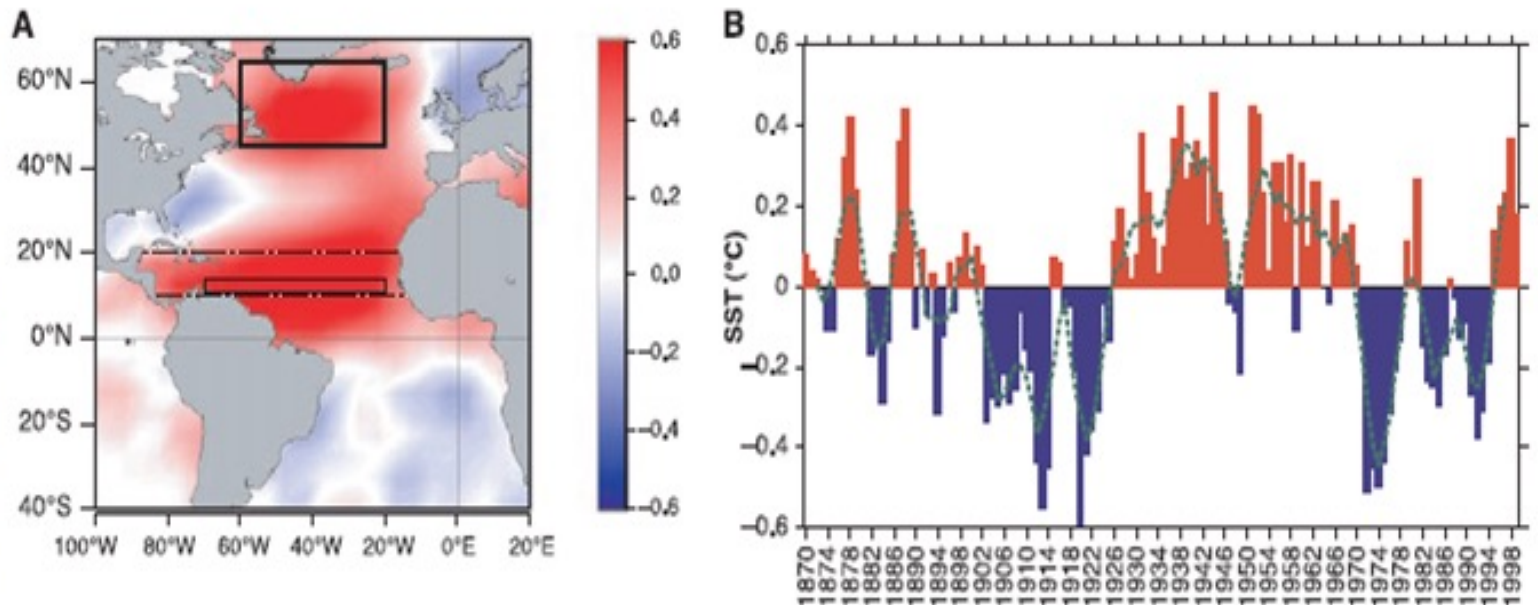 A
60°N
40°N
20°N
0°N
20°S
40°S
100°W 80°W 60°W 40°W 20°W 0°E 20°E
0.6
0.4
0.2
0.0
–0.2
–0.4
–0.6
B
SST (°C)
0.6
0.4
0.2
0
–0.2
–0.4
–0.6
1870 1874 1878 1882 1886 1890 1894 1898 1902 1906 1910 1914 1918 1922 1926 1930 1934 1938 1942 1946 1950 1954 1958 1962 1966 1970 1974 1978 1982 1986 1990 1994 1998